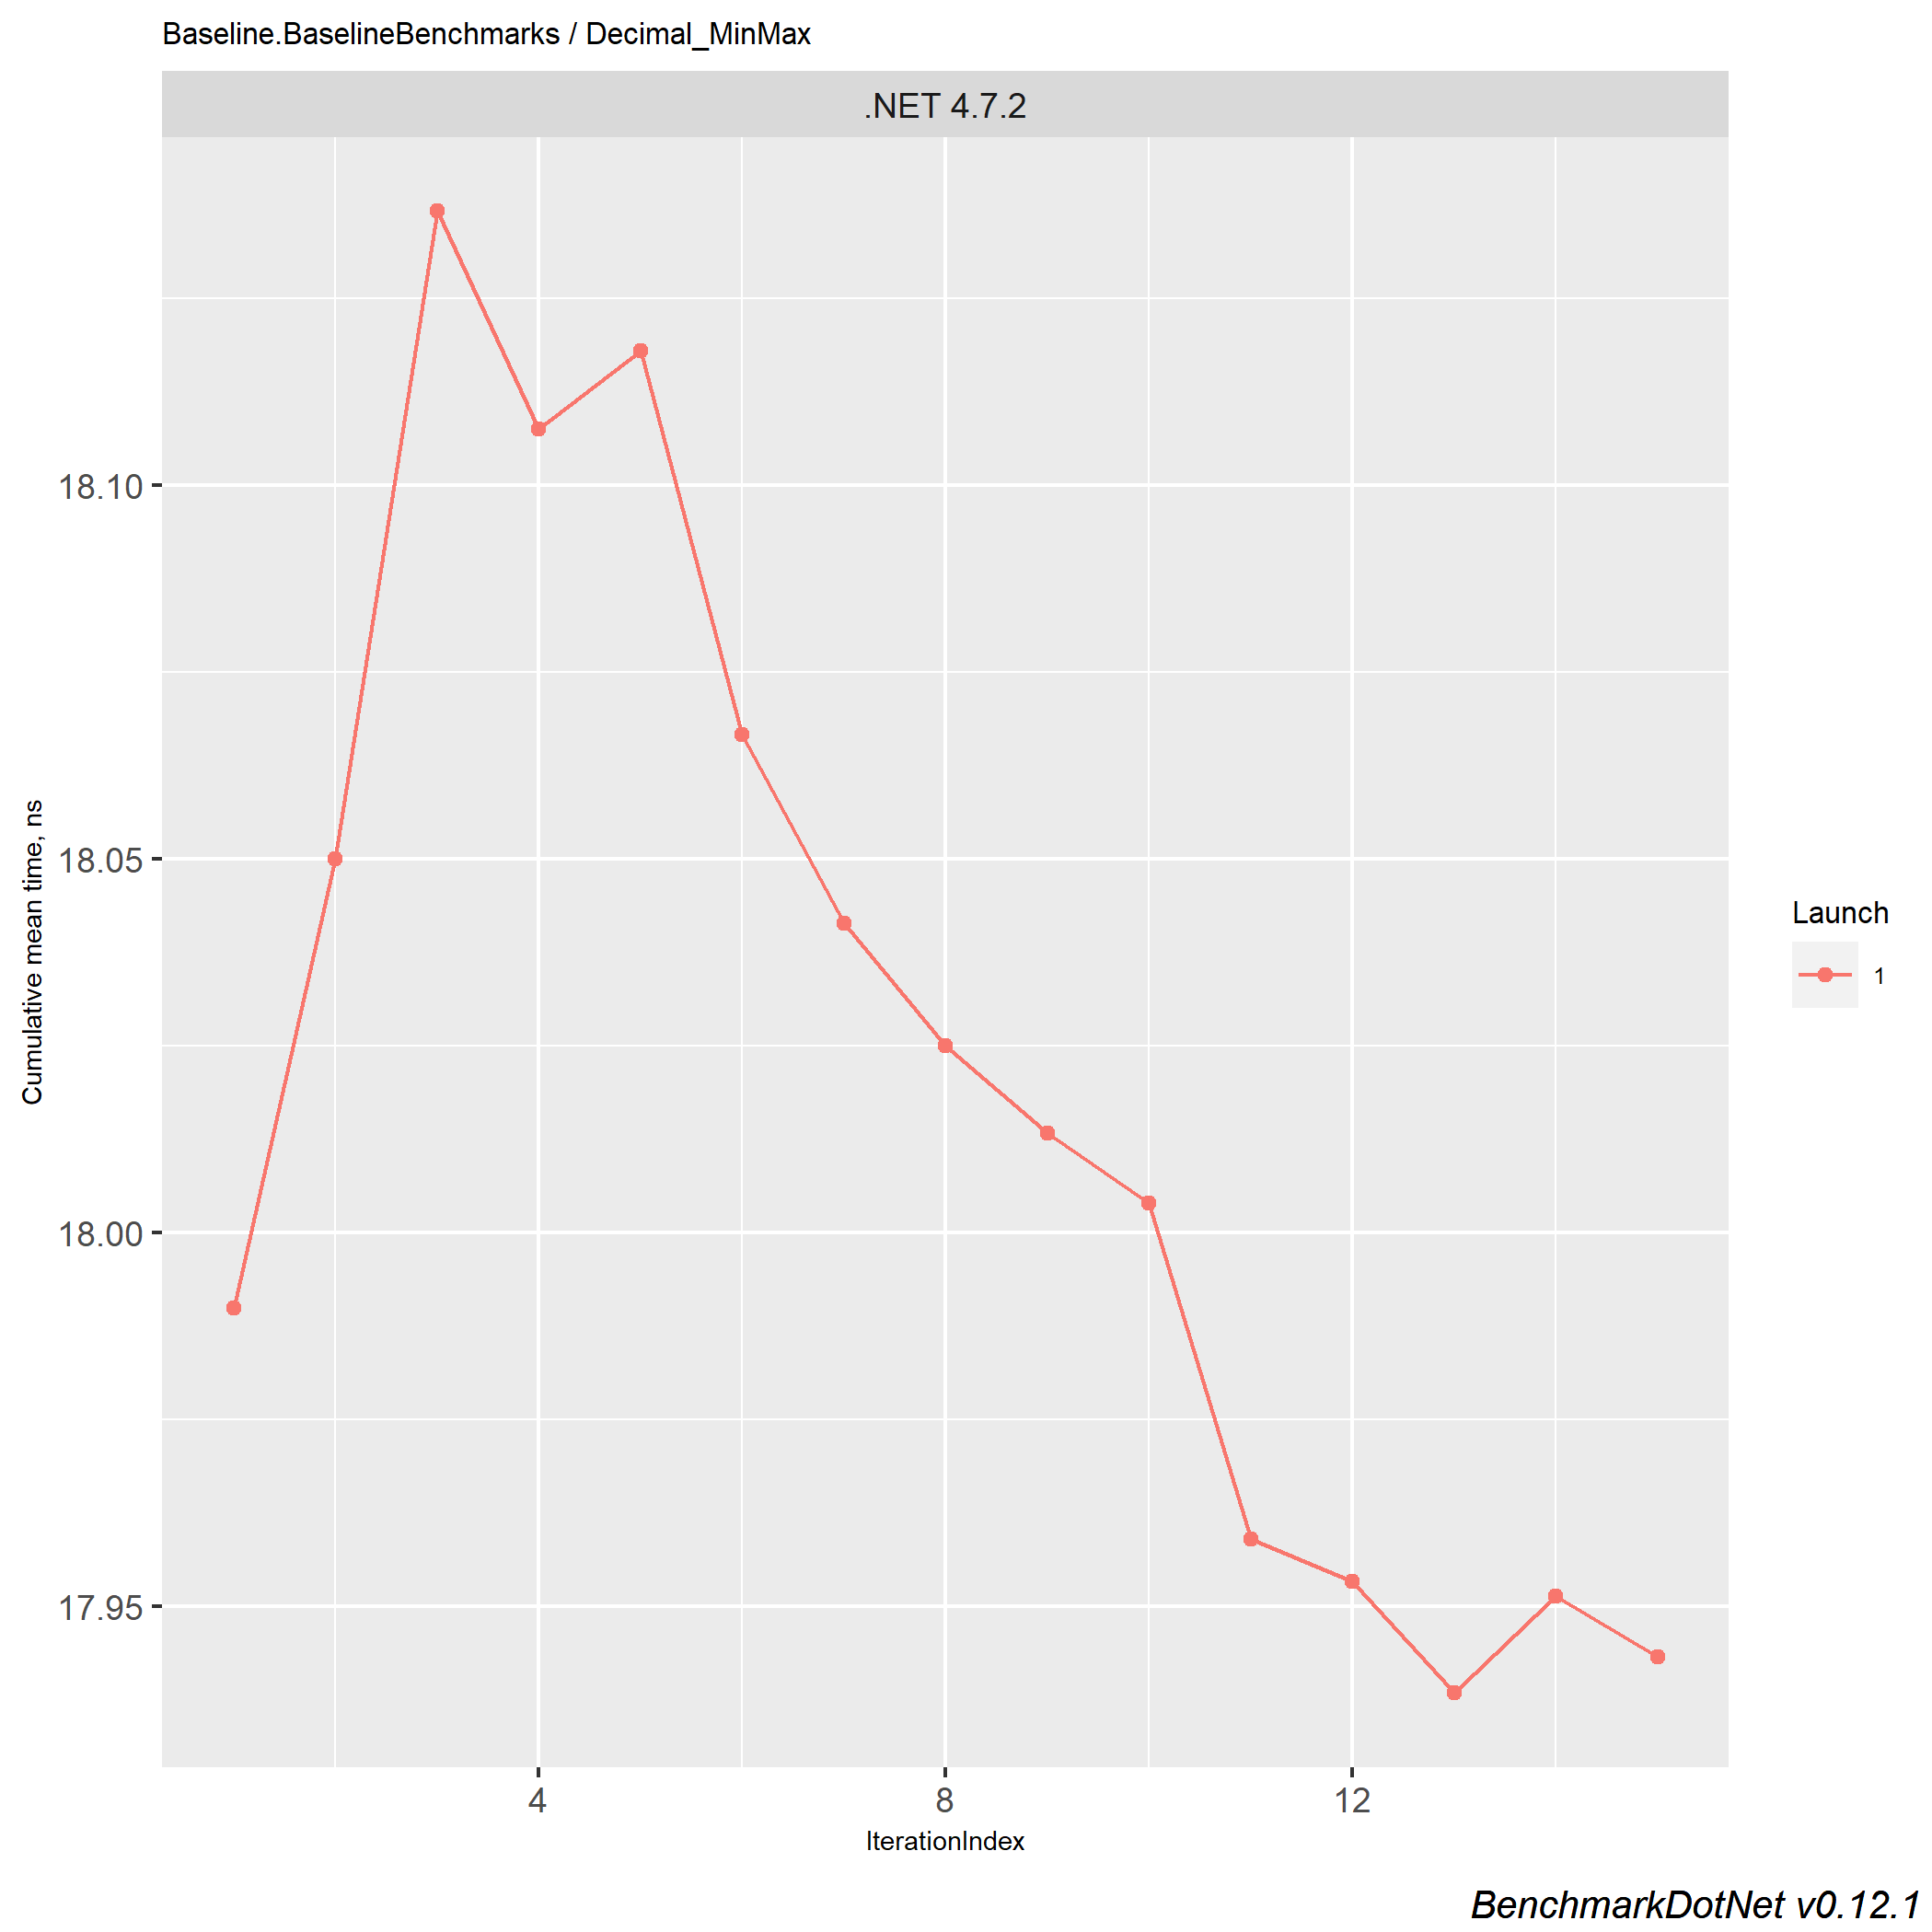 Baseline.BaselineBenchmarks / Decimal_MinMax
.NET 4.7.2
Cumulative mean time, ns
18.10
18.05
18.00
17.95
4
8
12
IterationIndex
Launch
1
BenchmarkDotNet v0.12.1